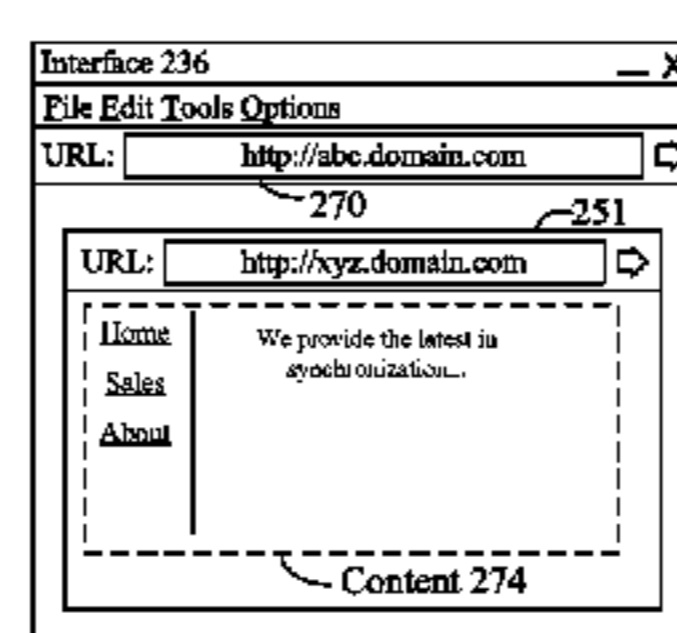 Interface 236
File Edit Tools Options
URL: http://abc.domain.com
270
251
URL: http://xyz.domain.com
Home
We provide the latest in
synchronization...
Sales
About
Content 274